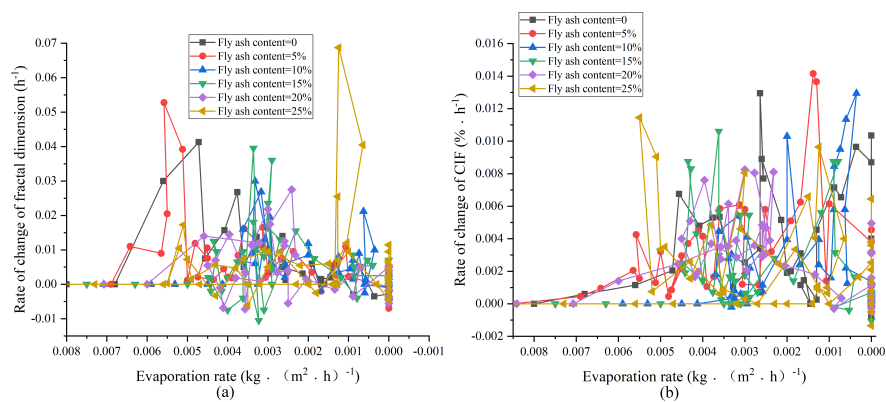 (a)
0.07
0.06
0.05
0.04
0.03
0.02
0.01
0.00
-0.01
Rate of change of fractal dimension (h⁻¹)
Fly ash content=0
Fly ash content=5%
Fly ash content=10%
Fly ash content=15%
Fly ash content=20%
Fly ash content=25%
0.008 0.007 0.006 0.005 0.004 0.003 0.002 0.001 0.000 -0.001
Evaporation rate (kg · （m² · h）⁻¹)
(a)
(b)
0.016
0.014
0.012
0.010
0.008
0.006
0.004
0.002
0.000
Rate of change of CIF (% · h⁻¹)
Fly ash content=0
Fly ash content=5%
Fly ash content=10%
Fly ash content=15%
Fly ash content=20%
Fly ash content=25%
0.008 0.007 0.006 0.005 0.004 0.003 0.002 0.001 0.000
Evaporation rate (kg · （m² · h）⁻¹)
(b)